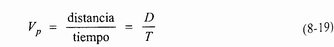 V_p = distancia / tiempo = D / T (8-19)